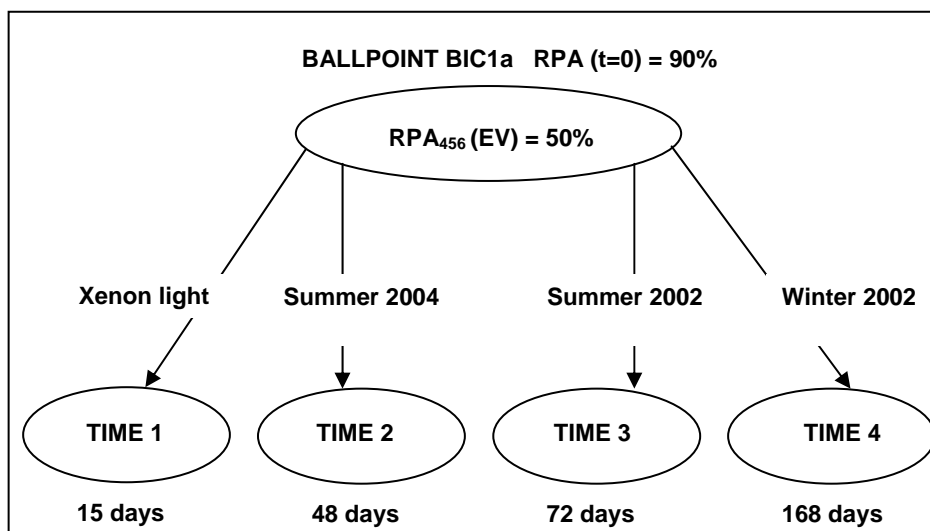 BALLPOINT BIC1a RPA (t=0) = 90%
RPA₄₅₆ (EV) = 50%
Xenon light Summer 2004 Summer 2002 Winter 2002
TIME 1 TIME 2 TIME 3 TIME 4
15 days 48 days 72 days 168 days